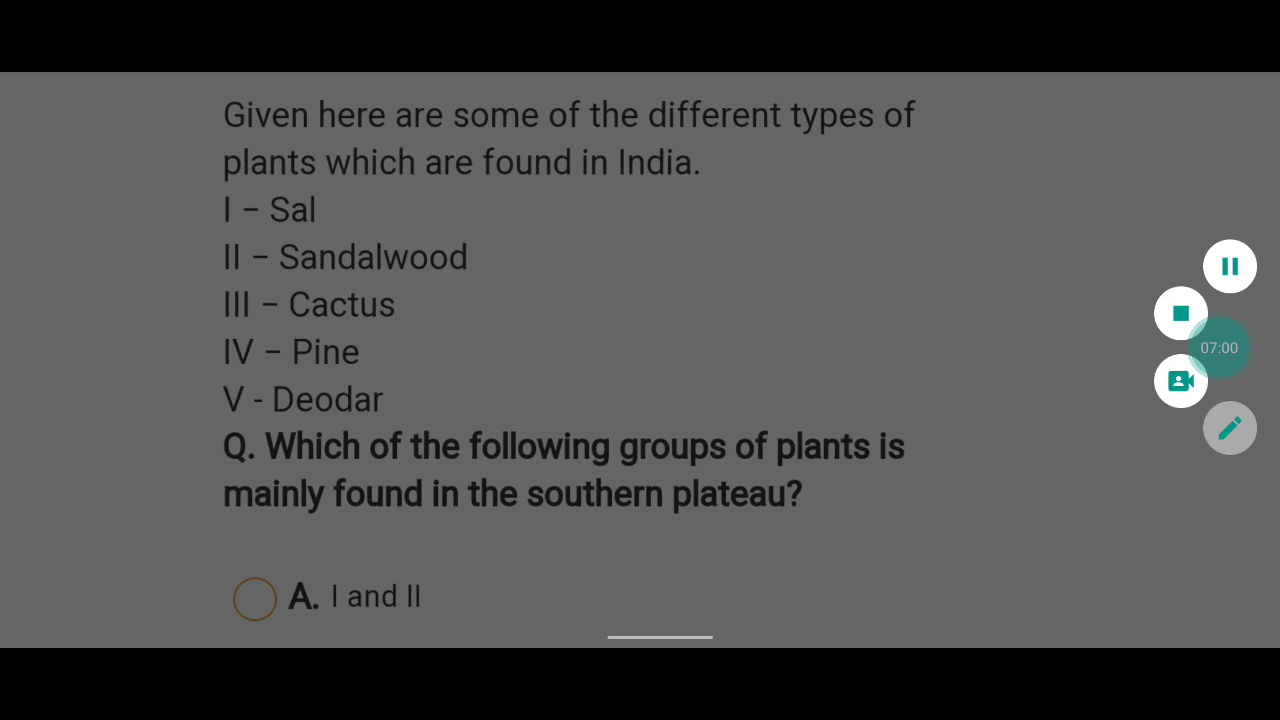 Given here are some of the different types of
plants which are found in India.
I – Sal
II – Sandalwood
III – Cactus
IV – Pine
V - Deodar
Q. Which of the following groups of plants is
mainly found in the southern plateau?
07:00
A. I and II